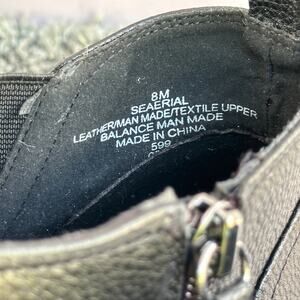 8M
SEAERIAL
LEATHER/MAN MADE/TEXTILE UPPER
BALANCE MAN MADE
MADE IN CHINA
599